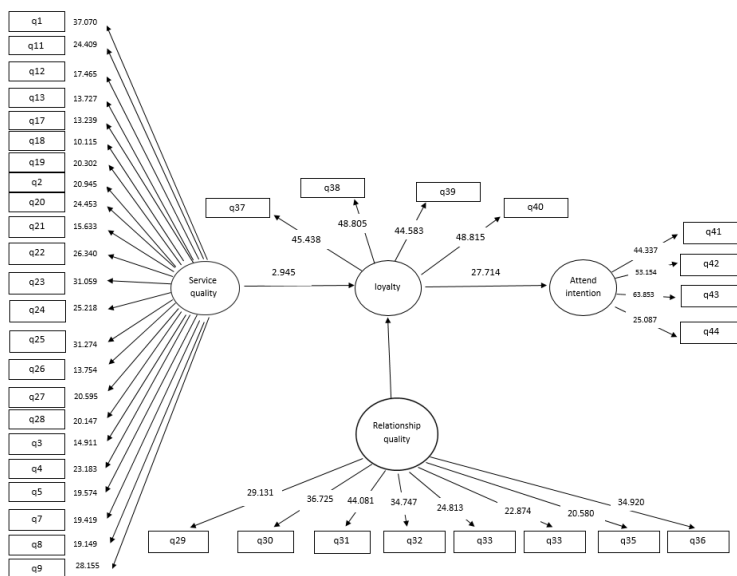 q1 37.070
q11 24.409
q12 17.465
q13 13.727
q17 13.239
q18 10.115
q19 20.302
q2 20.945
q20 24.453
q21 15.633
q22 26.340
q23 31.059
q24 25.218
q25 31.274
q26 13.754
q27 20.595
q28 20.147
q3 14.911
q4 23.183
q5 19.574
q7 19.419
q8 19.149
q9 28.155
Service
quality
2.945
q37
q38
q39
q40
45.438
48.805
44.583
48.815
loyalty
27.714
Attend
intention
q41
44.337
q42
53.154
q43
63.853
q44
25.087
Relationship
quality
29.131
36.725
44.081
34.747
24.813
22.874
20.580
34.920
q29
q30
q31
q32
q33
q33
q35
q36